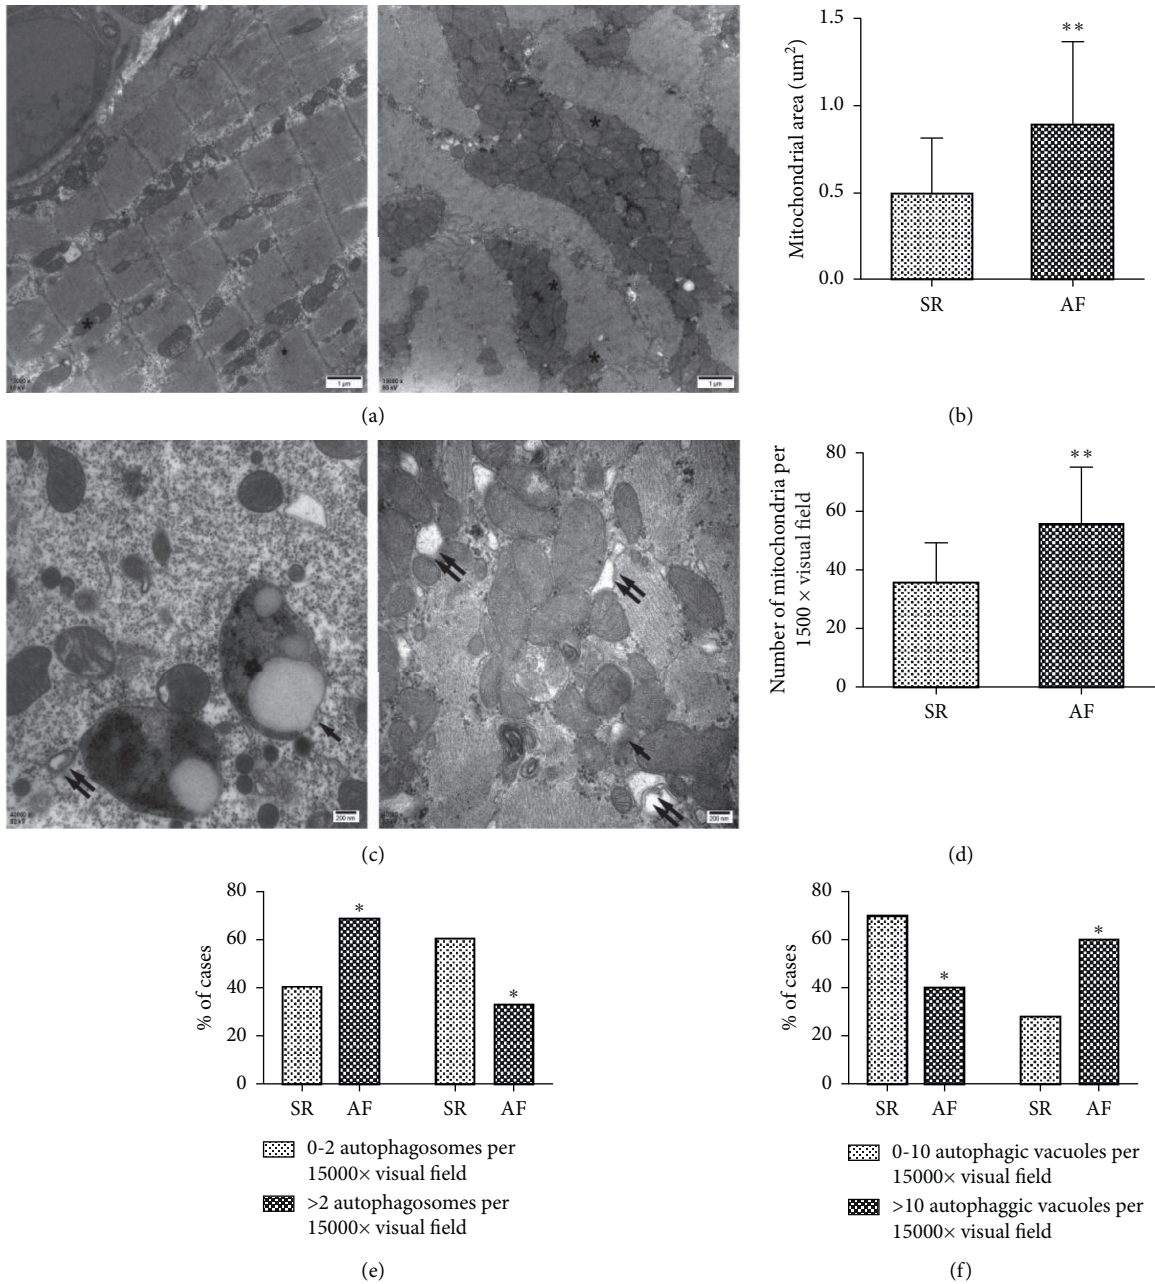 1 μm
1 μm
(a)
Mitochondrial area (um²)
1.5
1.0
0.5
0.0
**
SR
AF
(b)
200 nm
200 nm
(c)
Number of mitochondria per
1500 × visual field
80
60
40
20
0
**
SR
AF
(d)
% of cases
80
60
40
20
0
*
*
SR
AF
SR
AF
0-2 autophagosomes per
15000× visual field
>2 autophagosomes per
15000× visual field
(e)
% of cases
80
60
40
20
0
*
*
SR
AF
SR
AF
0-10 autophagic vacuoles per
15000× visual field
>10 autophaggic vacuoles per
15000× visual field
(f)